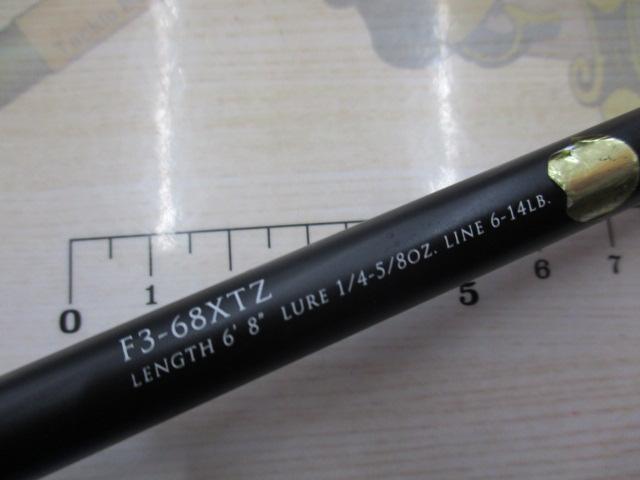 F3-68XTZ
LENGTH 6' 8" LURE 1/4-5/8OZ. LINE 6-14LB.
0 1 5 6 7